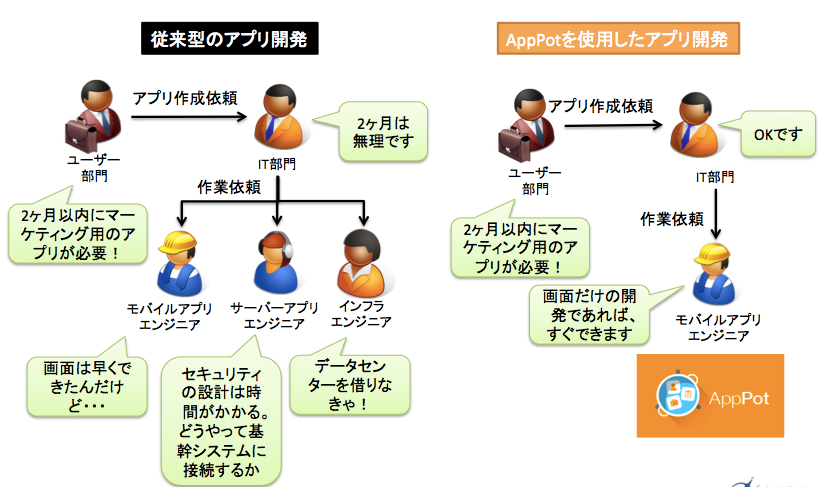 従来型のアプリ開発
アプリ作成依頼
ユーザー
部門
IT部門
2ヶ月は
無理です
2ヶ月以内にマー
ケティング用のア
プリが必要！
作業依頼
モバイルアプリ
エンジニア
サーバーアプリ
エンジニア
インフラ
エンジニア
画面は早くで
きたんだけ
ど・・・
セキュリティ
の設計は時
間がかかる。
どうやって基
幹システムに
接続するか
データセン
ターを借りな
きゃ！
AppPotを使用したアプリ開発
アプリ作成依頼
ユーザー
部門
IT部門
OKです
2ヶ月以内にマー
ケティング用のア
プリが必要！
作業依頼
画面だけの開
発であれば、
すぐできます
モバイルアプリ
エンジニア
AppPot